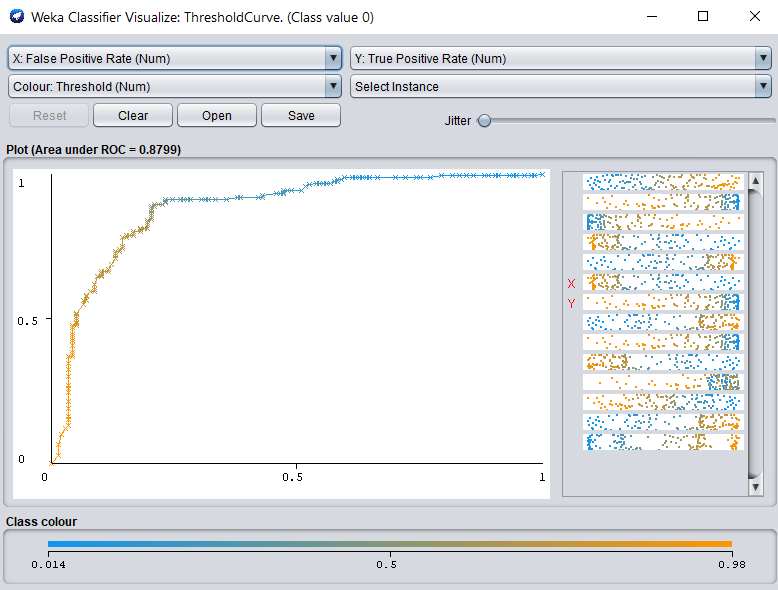 Weka Classifier Visualize: ThresholdCurve. (Class value 0)
X: False Positive Rate (Num) Y: True Positive Rate (Num)
Colour: Threshold (Num) Select Instance
Reset Clear Open Save Jitter
Plot (Area under ROC = 0.8799)
1
0.5
0
0 0.5 1
X
Y
Class colour
0.014 0.5 0.98